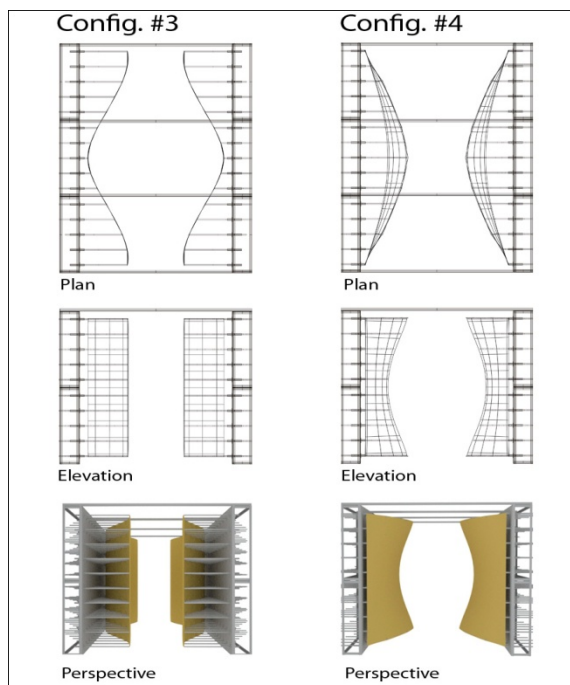 Config. #3
Config. #4
Plan
Plan
Elevation
Elevation
Perspective
Perspective